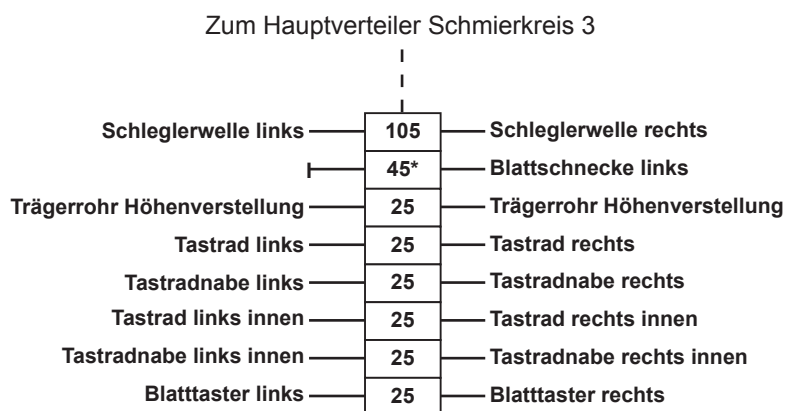 Zum Hauptverteiler Schmierkreis 3
Schleglerwelle links 105 Schleglerwelle rechts
45* Blattschnecke links
Trägerrohr Höhenverstellung 25 Trägerrohr Höhenverstellung
Tastrad links 25 Tastrad rechts
Tastradnabe links 25 Tastradnabe rechts
Tastrad links innen 25 Tastrad rechts innen
Tastradnabe links innen 25 Tastradnabe rechts innen
Blatttaster links 25 Blatttaster rechts